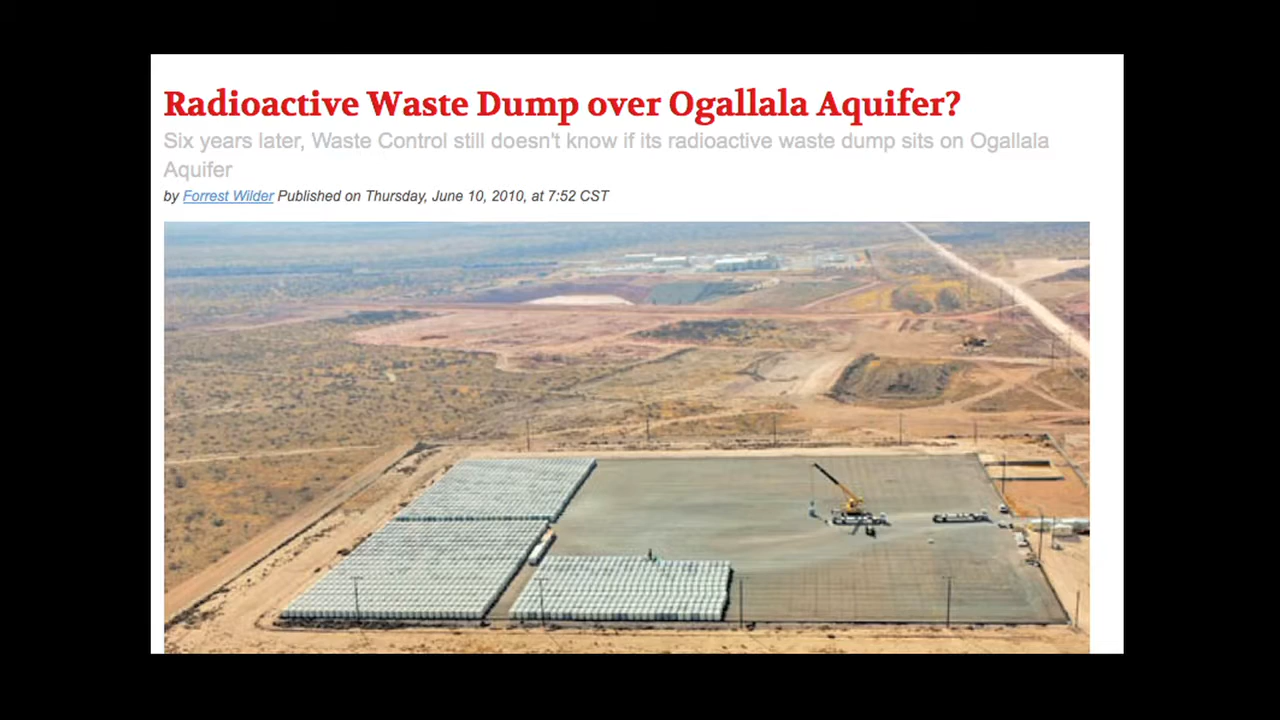 Radioactive Waste Dump over Ogallala Aquifer?
Six years later, Waste Control still doesn't know if its radioactive waste dump sits on Ogallala
Aquifer
by Forrest Wilder Published on Thursday, June 10, 2010, at 7:52 CST